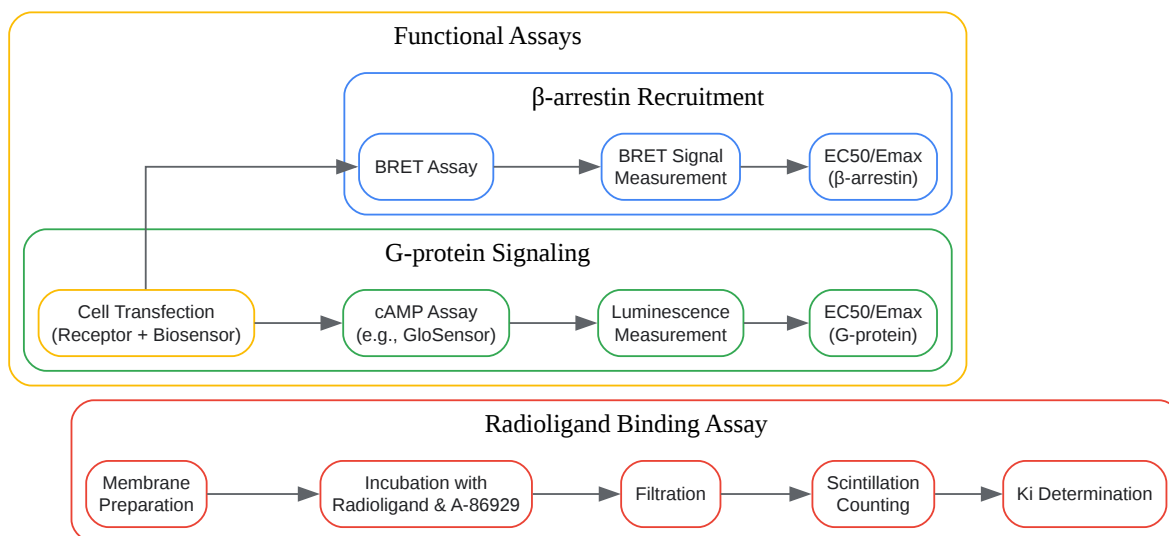 Functional Assays
β-arrestin Recruitment
BRET Assay
BRET Signal
Measurement
EC50/Emax
(β-arrestin)
G-protein Signaling
Cell Transfection
(Receptor + Biosensor)
cAMP Assay
(e.g., GloSensor)
Luminescence
Measurement
EC50/Emax
(G-protein)
Radioligand Binding Assay
Membrane
Preparation
Incubation with
Radioligand & A-86929
Filtration
Scintillation
Counting
Ki Determination